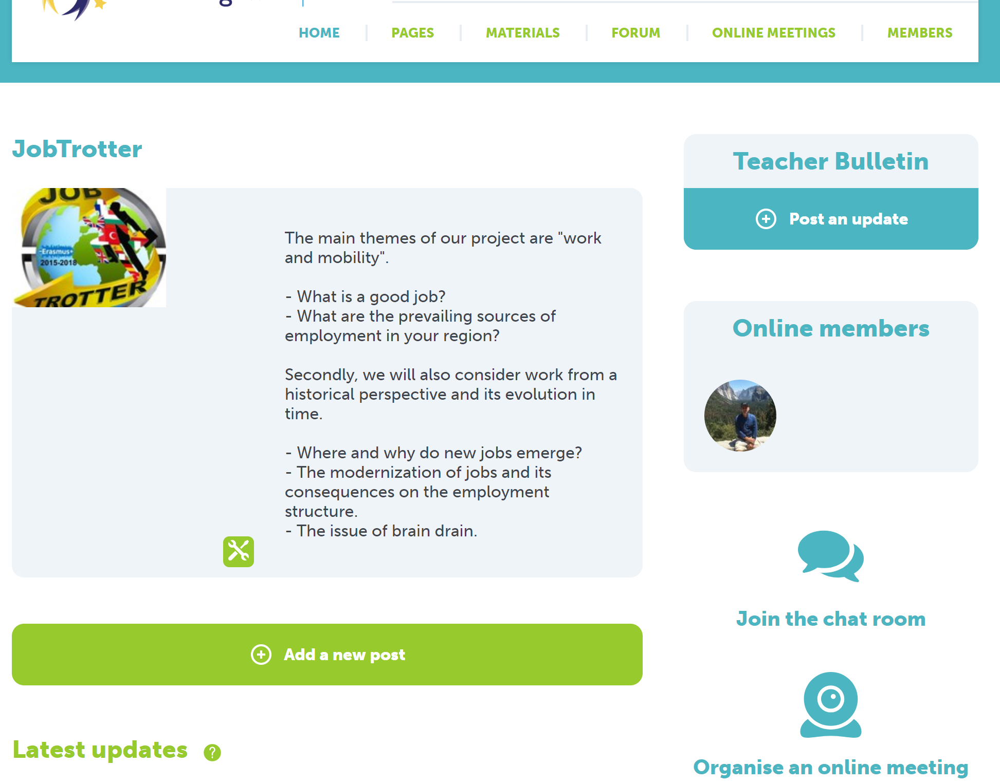 HOME
PAGES
MATERIALS
FORUM
ONLINE MEETINGS
MEMBERS
JobTrotter
JOB
-Erasmus+
2015-2018
TROTTER
The main themes of our project are "work
and mobility".
- What is a good job?
- What are the prevailing sources of
employment in your region?
Secondly, we will also consider work from a
historical perspective and its evolution in
time.
- Where and why do new jobs emerge?
- The modernization of jobs and its
consequences on the employment
structure.
- The issue of brain drain.
Add a new post
Latest updates ?
Teacher Bulletin
Post an update
Online members
Join the chat room
Organise an online meeting